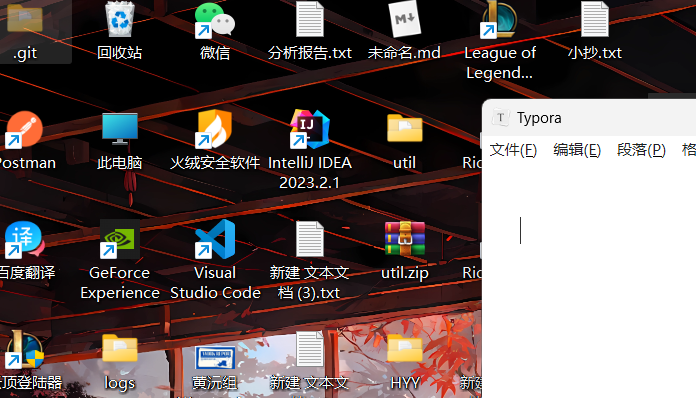 .git
回收站
微信
分析报告.txt
未命名.md
League of
Legend...
小抄.txt
Typora
文件(F) 编辑(E) 段落(P) 格
Postman
此电脑
火绒安全软件
IntelliJ IDEA
2023.2.1
util
Rio
百度翻译
GeForce
Experience
Visual
Studio Code
新建 文本文
档 (3).txt
util.zip
Rio
顶登陆器
logs
黄沅组
新建 文本文
HYY
新建